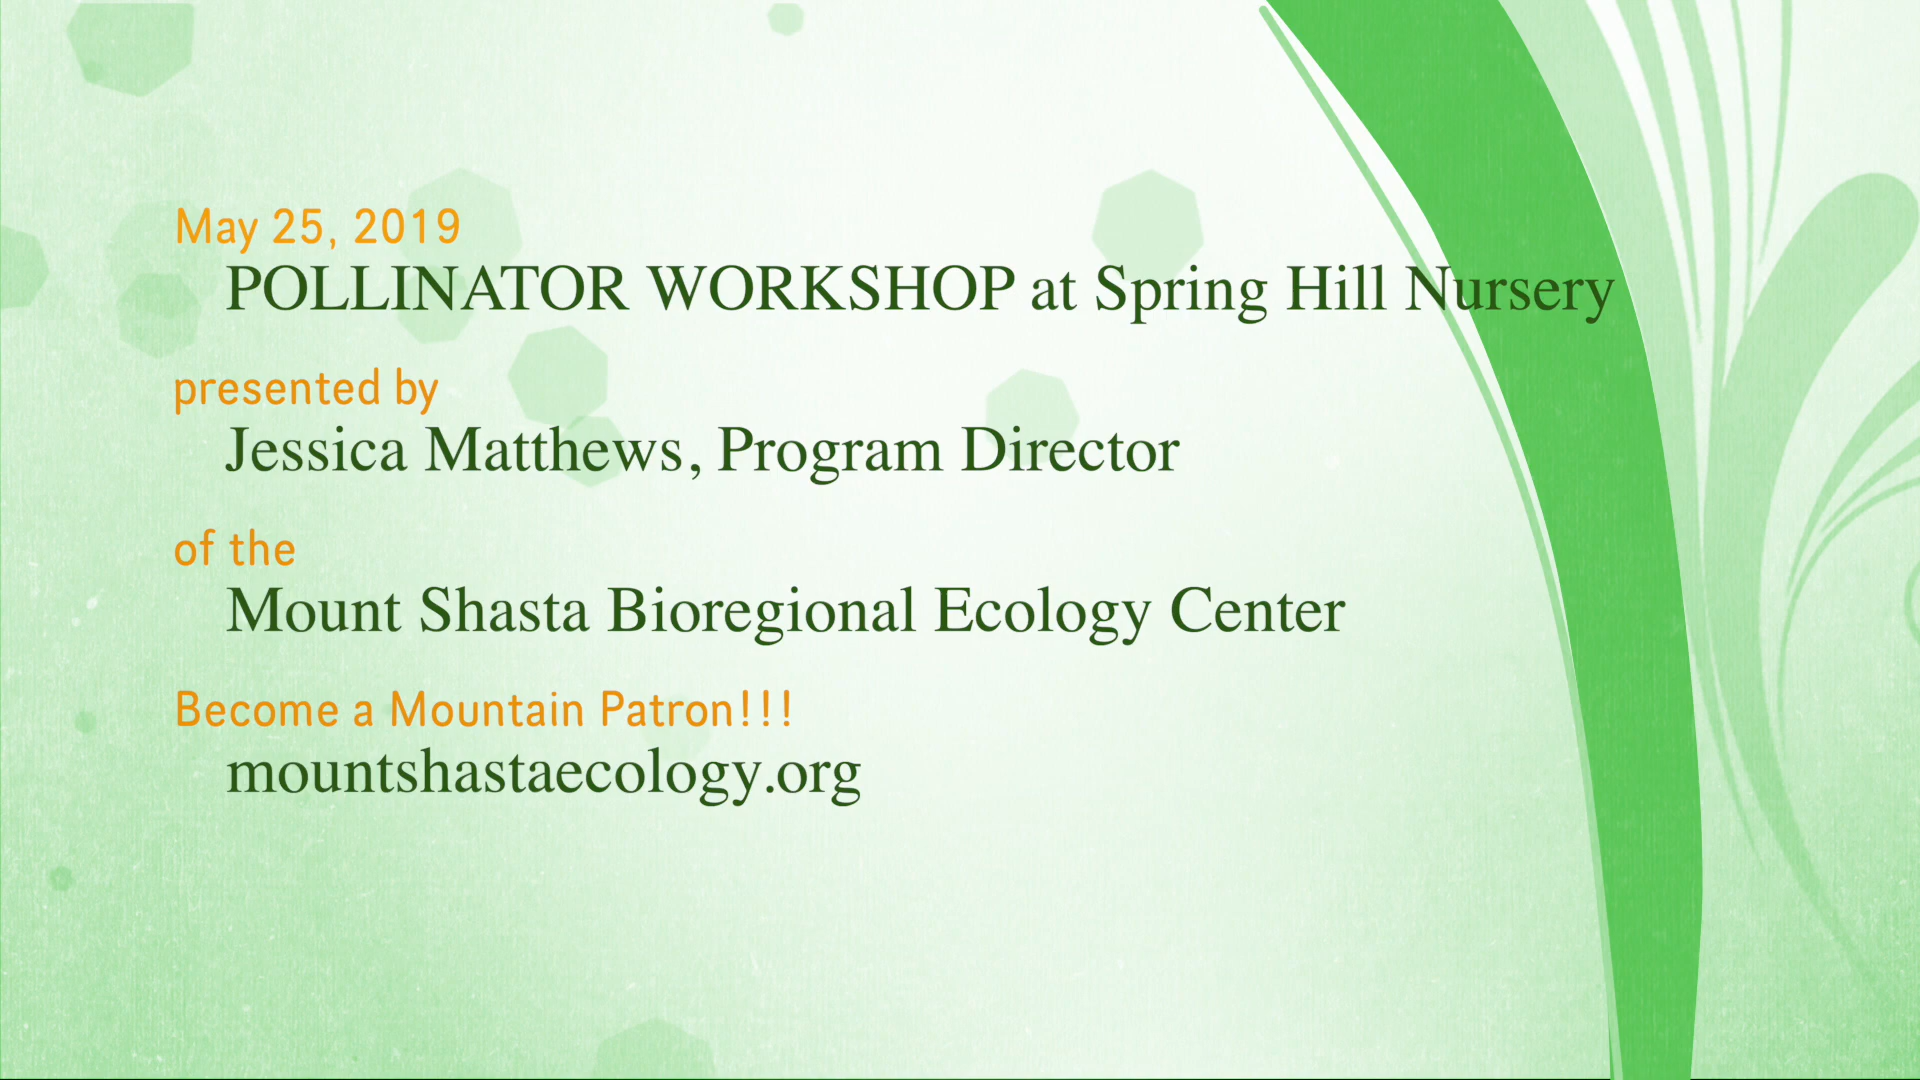 May 25, 2019
POLLINATOR WORKSHOP at Spring Hill Nursery
presented by
Jessica Matthews, Program Director
of the
Mount Shasta Bioregional Ecology Center
Become a Mountain Patron!!!
mountshastaecology.org